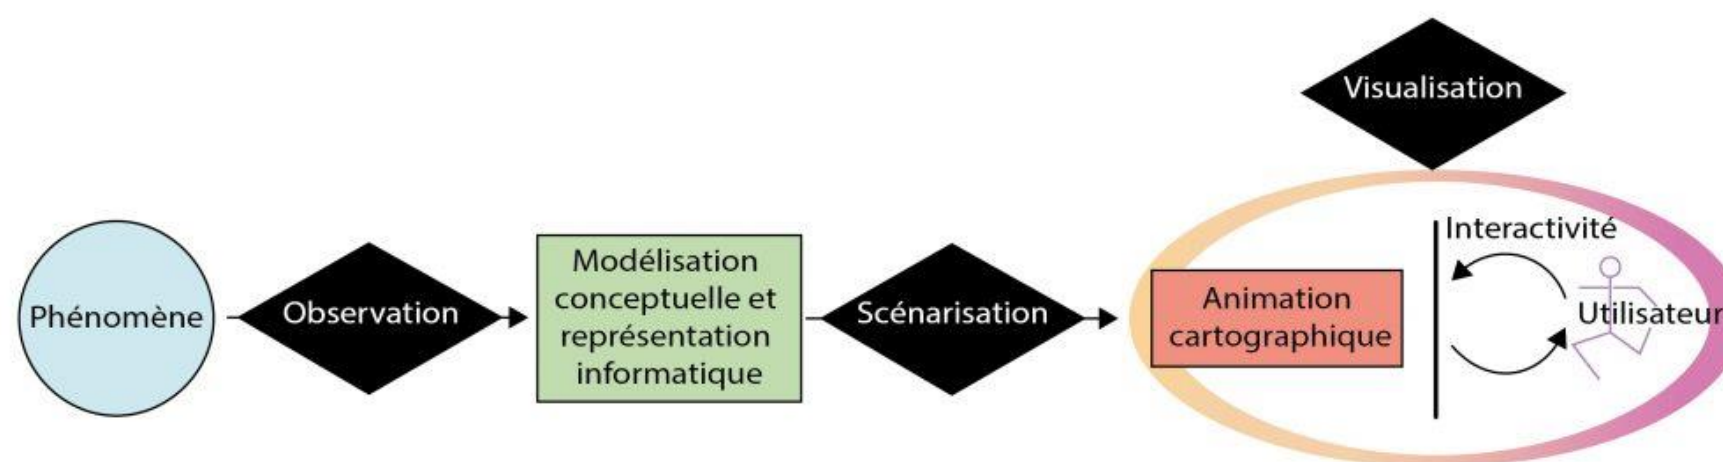 Visualisation
Phénomène
Observation
Modélisation
conceptuelle et
représentation
informatique
Scénarisation
Animation
cartographique
Interactivité
Utilisateur